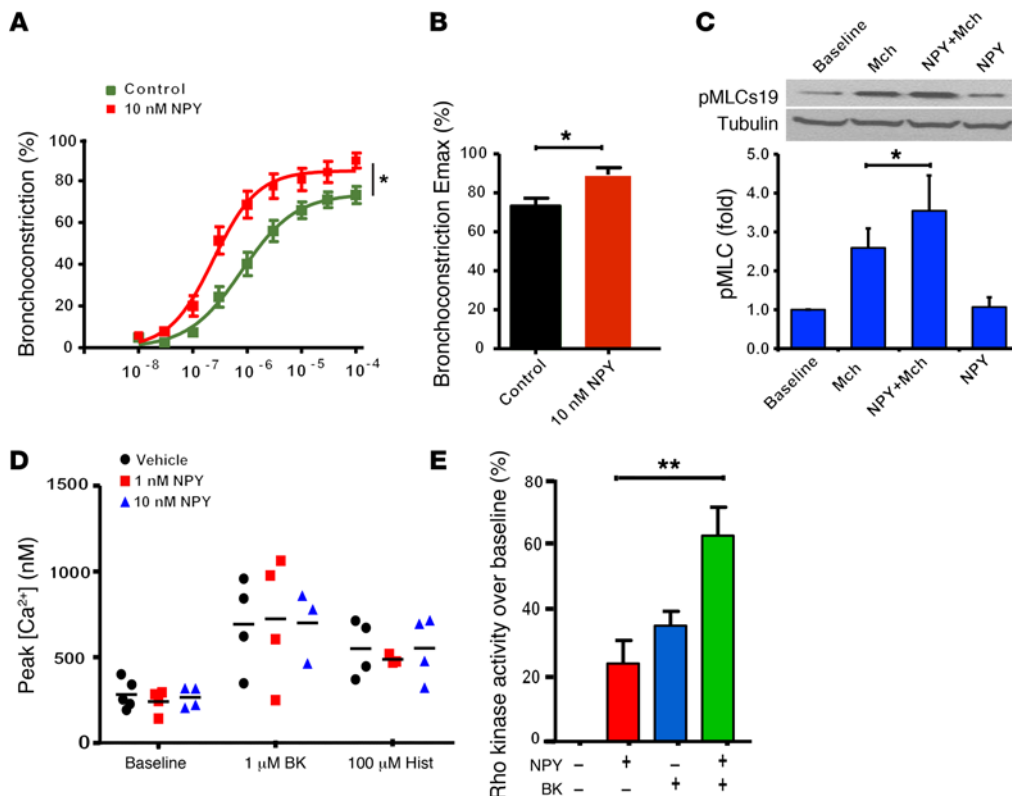 A
Control
10 nM NPY
Bronchoconstriction (%)
100
80
60
40
20
0
10⁻⁸ 10⁻⁷ 10⁻⁶ 10⁻⁵ 10⁻⁴
*
B
Bronchoconstriction Emax (%)
100
80
60
40
20
0
*
Control
10 nM NPY
C
Baseline Mch NPY+Mch NPY
pMLCs19
Tubulin
pMLC (fold)
5.0
4.0
3.0
2.0
1.0
0
*
Baseline Mch NPY+Mch NPY
D
Vehicle
1 nM NPY
10 nM NPY
Peak [Ca²⁺] (nM)
1500
1000
500
0
Baseline 1 μM BK 100 μM Hist
E
Rho kinase activity over baseline (%)
80
60
40
20
0
**
NPY – + – +
BK – – + +